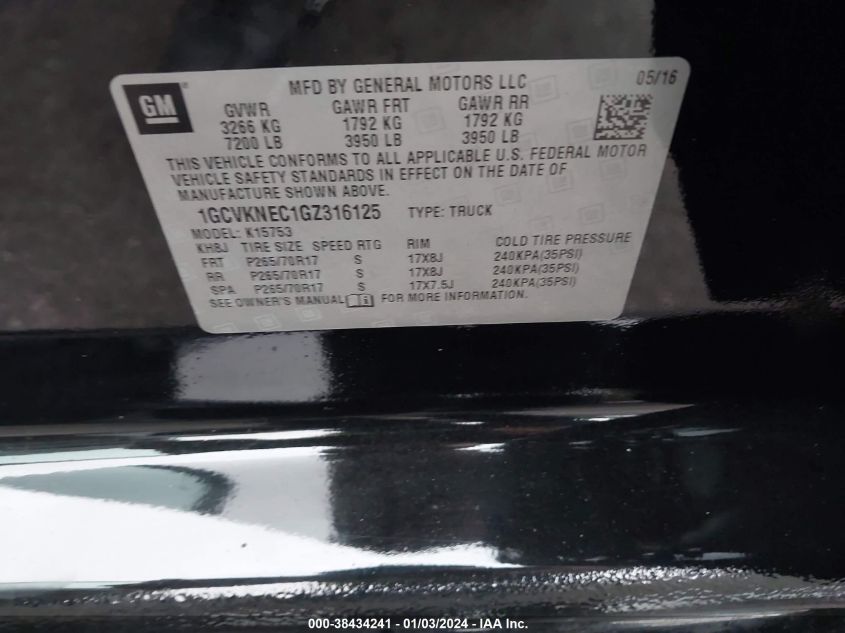 GM
MFD BY GENERAL MOTORS LLC
05/16
GVWR GAWR FRT GAWR RR
3266 KG 1792 KG 1792 KG
7200 LB 3950 LB 3950 LB
THIS VEHICLE CONFORMS TO ALL APPLICABLE U.S. FEDERAL MOTOR
VEHICLE SAFETY STANDARDS IN EFFECT ON THE DATE OF
MANUFACTURE SHOWN ABOVE.
1GCVKNEC1GZ316125 TYPE: TRUCK
MODEL: K15753
KH8J TIRE SIZE SPEED RTG RIM COLD TIRE PRESSURE
FRT P265/70R17 S 17X8J 240KPA(35PSI)
RR P265/70R17 S 17X8J 240KPA(35PSI)
SPA P265/70R17 S 17X7.5J 240KPA(35PSI)
SEE OWNER'S MANUAL FOR MORE INFORMATION.
000-38434241 - 01/03/2024 - IAA Inc.